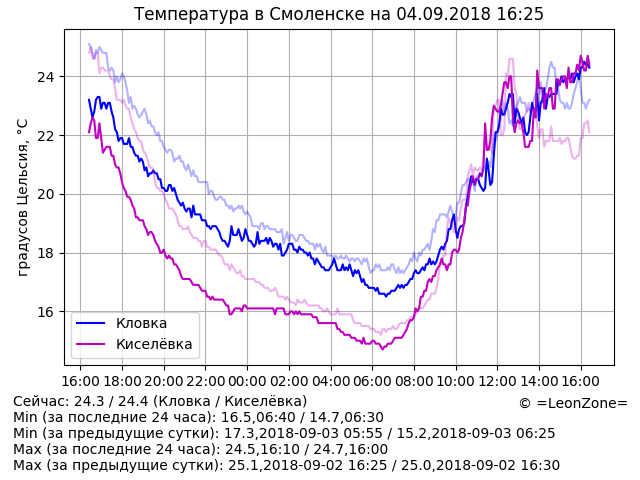 Температура в Смоленске на 04.09.2018 16:25
градусов Цельсия, °C
24
22
20
18
16
Кловка
Киселёвка
16:00 18:00 20:00 22:00 00:00 02:00 04:00 06:00 08:00 10:00 12:00 14:00 16:00
Сейчас: 24.3 / 24.4 (Кловка / Киселёвка)
© =LeonZone=
Min (за последние 24 часа): 16.5,06:40 / 14.7,06:30
Min (за предыдущие сутки): 17.3,2018-09-03 05:55 / 15.2,2018-09-03 06:25
Max (за последние 24 часа): 24.5,16:10 / 24.7,16:00
Max (за предыдущие сутки): 25.1,2018-09-02 16:25 / 25.0,2018-09-02 16:30